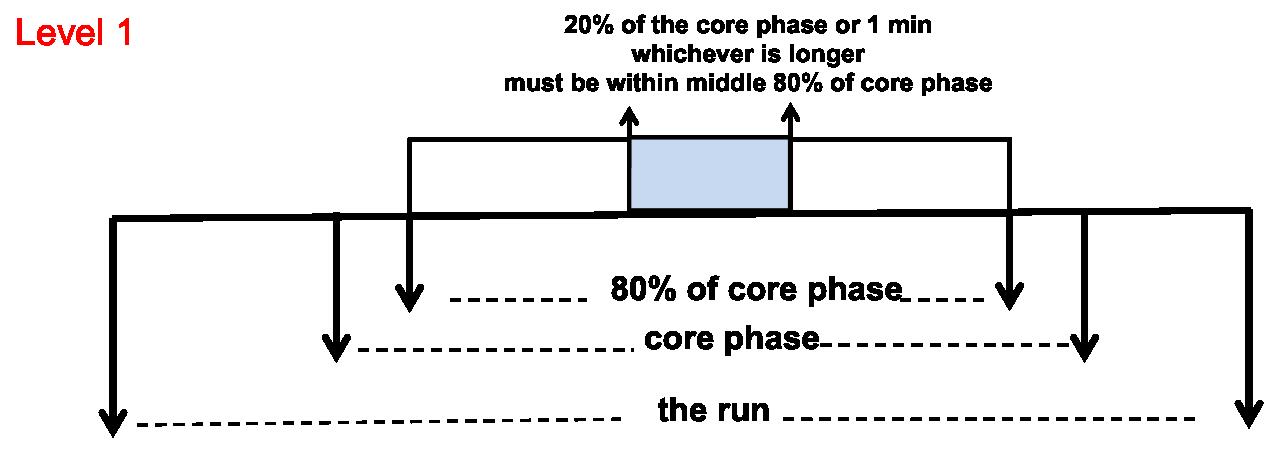 Level 1
20% of the core phase or 1 min
whichever is longer
must be within middle 80% of core phase
80% of core phase
core phase
the run